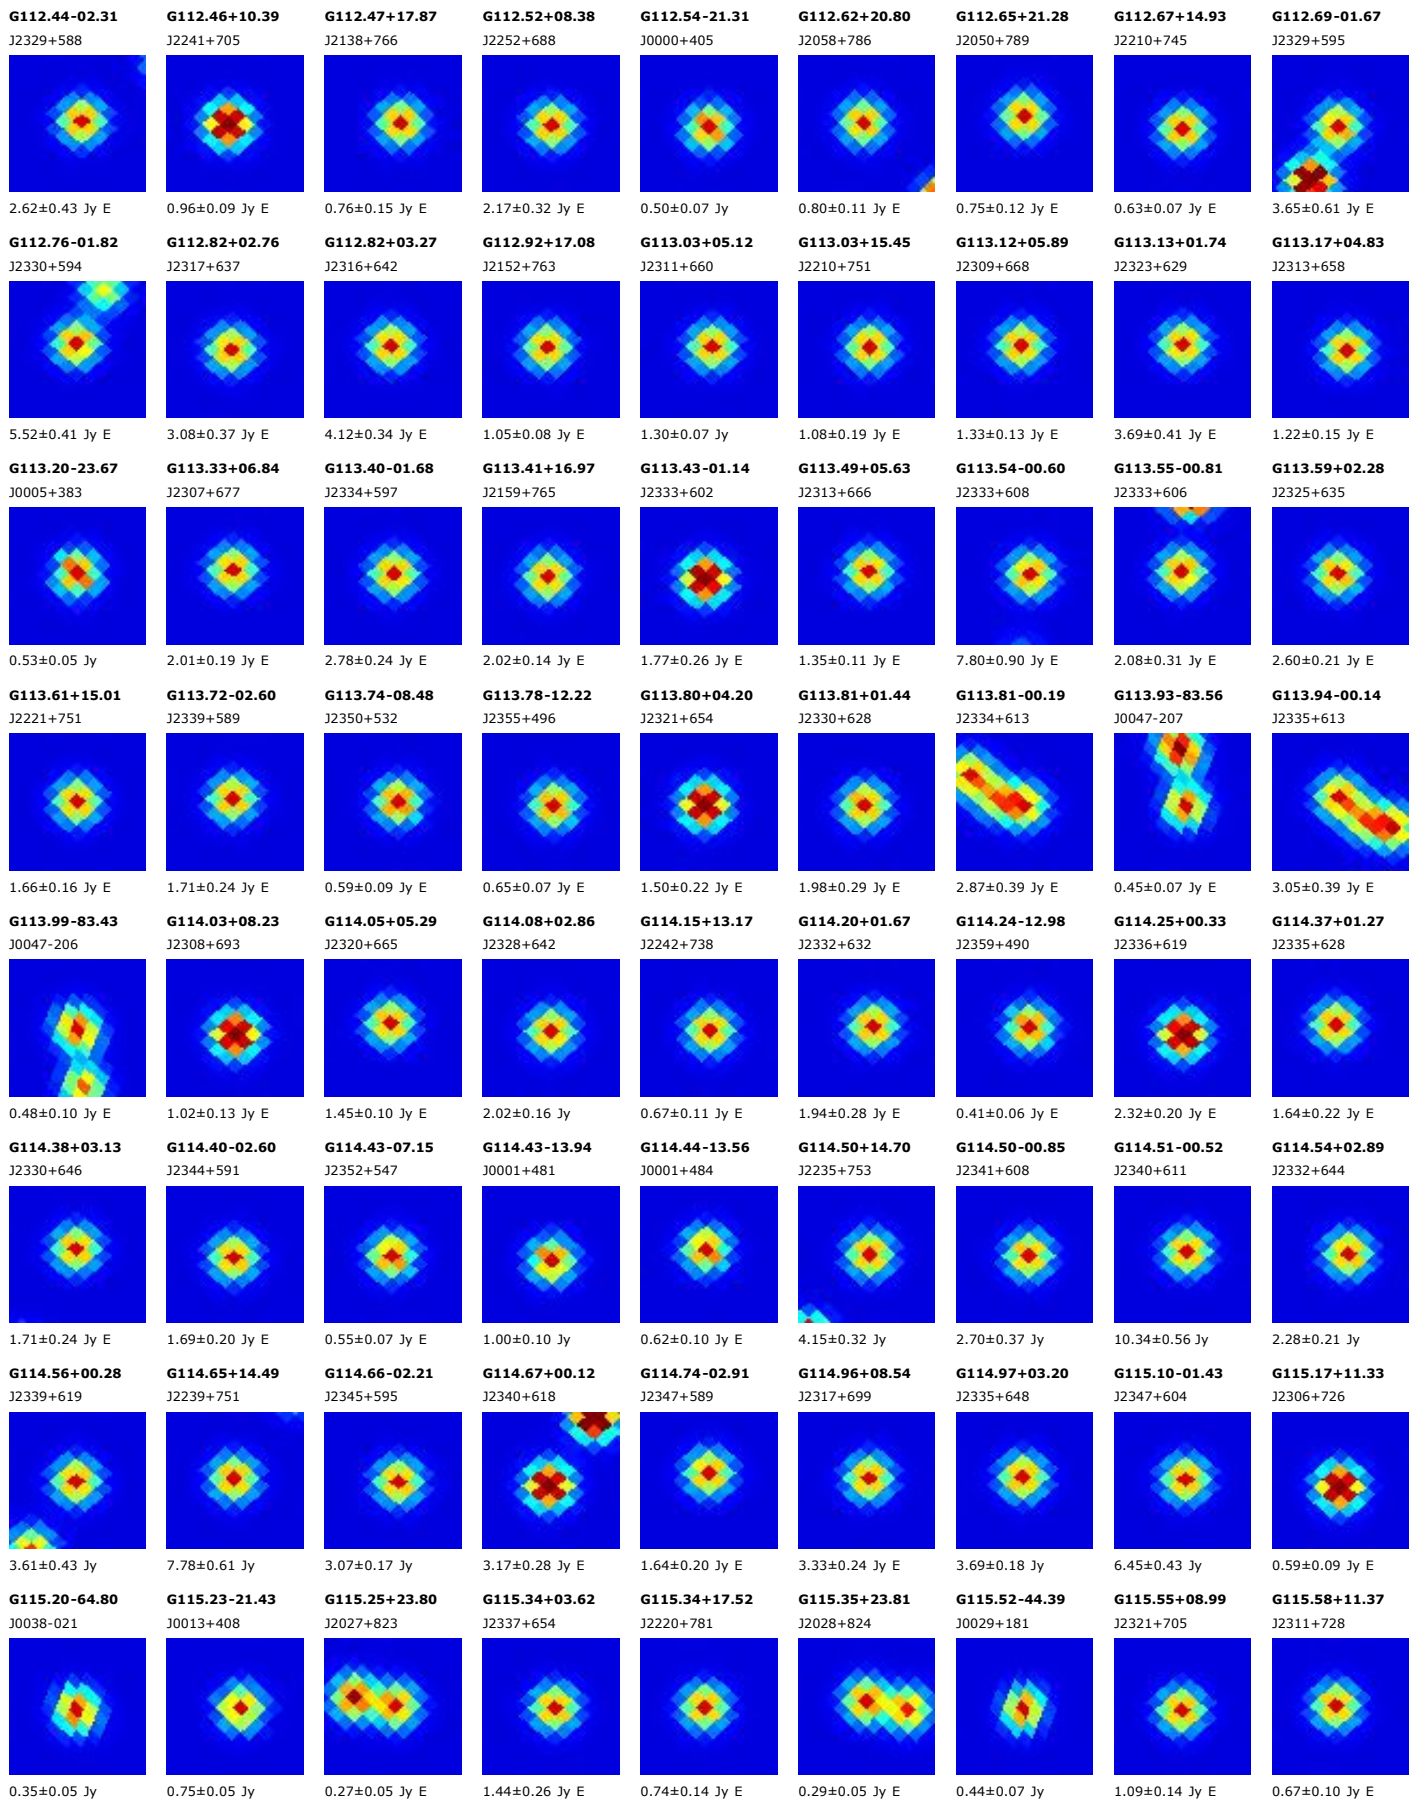 G112.44-02.31 G112.46+10.39 G112.47+17.87 G112.52+08.38 G112.54-21.31 G112.62+20.80 G112.65+21.28 G112.67+14.93 G112.69-01.67
J2329+588 J2241+705 J2138+766 J2252+688 J0000+405 J2058+786 J2050+789 J2210+745 J2329+595
2.62±0.43 Jy E 0.96±0.09 Jy E 0.76±0.15 Jy E 2.17±0.32 Jy E 0.50±0.07 Jy 0.80±0.11 Jy E 0.75±0.12 Jy E 0.63±0.07 Jy E 3.65±0.61 Jy E
G112.76-01.82 G112.82+02.76 G112.82+03.27 G112.92+17.08 G113.03+05.12 G113.03+15.45 G113.12+05.89 G113.13+01.74 G113.17+04.83
J2330+594 J2317+637 J2316+642 J2152+763 J2311+660 J2210+751 J2309+668 J2323+629 J2313+658
5.52±0.41 Jy E 3.08±0.37 Jy E 4.12±0.34 Jy E 1.05±0.08 Jy E 1.30±0.07 Jy 1.08±0.19 Jy E 1.33±0.13 Jy E 3.69±0.41 Jy E 1.22±0.15 Jy E
G113.20-23.67 G113.33+06.84 G113.40-01.68 G113.41+16.97 G113.43-01.14 G113.49+05.63 G113.54-00.60 G113.55-00.81 G113.59+02.28
J0005+383 J2307+677 J2334+597 J2159+765 J2333+602 J2313+666 J2333+608 J2333+606 J2325+635
0.53±0.05 Jy 2.01±0.19 Jy E 2.78±0.24 Jy E 2.02±0.14 Jy E 1.77±0.26 Jy E 1.35±0.11 Jy E 7.80±0.90 Jy E 2.08±0.31 Jy E 2.60±0.21 Jy E
G113.61+15.01 G113.72-02.60 G113.74-08.48 G113.78-12.22 G113.80+04.20 G113.81+01.44 G113.81-00.19 G113.93-83.56 G113.94-00.14
J2221+751 J2339+589 J2350+532 J2355+496 J2321+654 J2330+628 J2334+613 J0047-207 J2335+613
1.66±0.16 Jy E 1.71±0.24 Jy E 0.59±0.09 Jy E 0.65±0.07 Jy E 1.50±0.22 Jy E 1.98±0.29 Jy E 2.87±0.39 Jy E 0.45±0.07 Jy E 3.05±0.39 Jy E
G113.99-83.43 G114.03+08.23 G114.05+05.29 G114.08+02.86 G114.15+13.17 G114.20+01.67 G114.24-12.98 G114.25+00.33 G114.37+01.27
J0047-206 J2308+693 J2320+665 J2328+642 J2242+738 J2332+632 J2359+490 J2336+619 J2335+628
0.48±0.10 Jy E 1.02±0.13 Jy E 1.45±0.10 Jy E 2.02±0.16 Jy 0.67±0.11 Jy E 1.94±0.28 Jy E 0.41±0.06 Jy E 2.32±0.20 Jy E 1.64±0.22 Jy E
G114.38+03.13 G114.40-02.60 G114.43-07.15 G114.43-13.94 G114.44-13.56 G114.50+14.70 G114.50-00.85 G114.51-00.52 G114.54+02.89
J2330+646 J2344+591 J2352+547 J0001+481 J0001+484 J2235+753 J2341+608 J2340+611 J2332+644
1.71±0.24 Jy E 1.69±0.20 Jy E 0.55±0.07 Jy E 1.00±0.10 Jy 0.62±0.10 Jy E 4.15±0.32 Jy 2.70±0.37 Jy 10.34±0.56 Jy 2.28±0.21 Jy
G114.56+00.28 G114.65+14.49 G114.66-02.21 G114.67+00.12 G114.74-02.91 G114.96+08.54 G114.97+03.20 G115.10-01.43 G115.17+11.33
J2339+619 J2239+751 J2345+595 J2340+618 J2347+589 J2317+699 J2335+648 J2347+604 J2306+726
3.61±0.43 Jy 7.78±0.61 Jy 3.07±0.17 Jy 3.17±0.28 Jy E 1.64±0.20 Jy E 3.33±0.24 Jy E 3.69±0.18 Jy 6.45±0.43 Jy 0.59±0.09 Jy E
G115.20-64.80 G115.23-21.43 G115.25+23.80 G115.34+03.62 G115.34+17.52 G115.35+23.81 G115.52-44.39 G115.55+08.99 G115.58+11.37
J0038-021 J0013+408 J2027+823 J2337+654 J2220+781 J2028+824 J0029+181 J2321+705 J2311+728
0.35±0.05 Jy 0.75±0.05 Jy 0.27±0.05 Jy E 1.44±0.26 Jy E 0.74±0.14 Jy E 0.29±0.05 Jy E 0.44±0.07 Jy 1.09±0.14 Jy E 0.67±0.10 Jy E